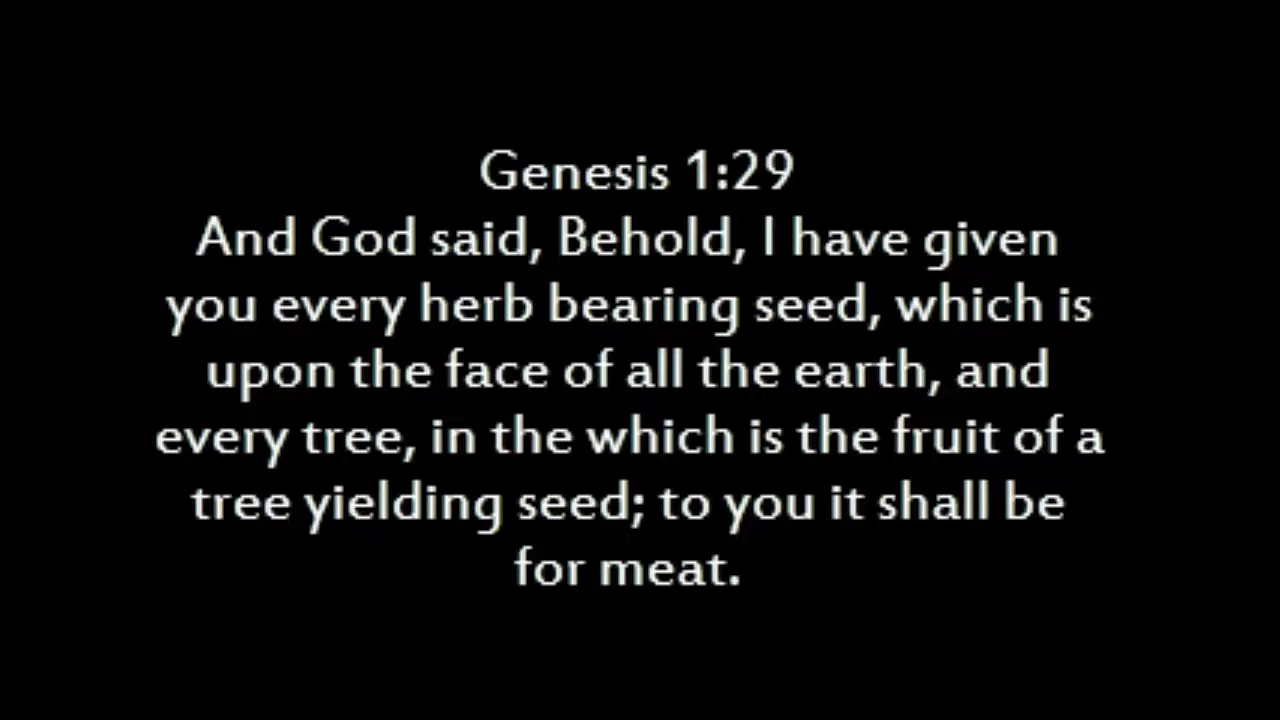 Genesis 1:29
And God said, Behold, I have given
you every herb bearing seed, which is
upon the face of all the earth, and
every tree, in the which is the fruit of a
tree yielding seed; to you it shall be
for meat.